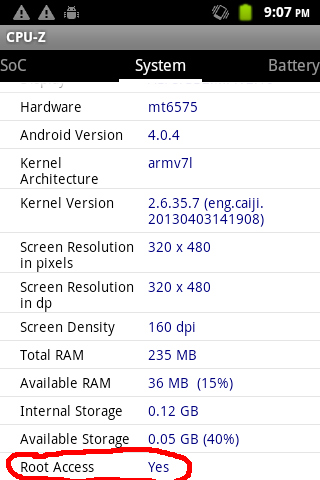 9:07 PM
CPU-Z
SoC System Battery
Hardware mt6575
Android Version 4.0.4
Kernel armv7l
Architecture
Kernel Version 2.6.35.7 (eng.caiji.
20130403141908)
Screen Resolution 320 x 480
in pixels
Screen Resolution 320 x 480
in dp
Screen Density 160 dpi
Total RAM 235 MB
Available RAM 36 MB (15%)
Internal Storage 0.12 GB
Available Storage 0.05 GB (40%)
Root Access Yes